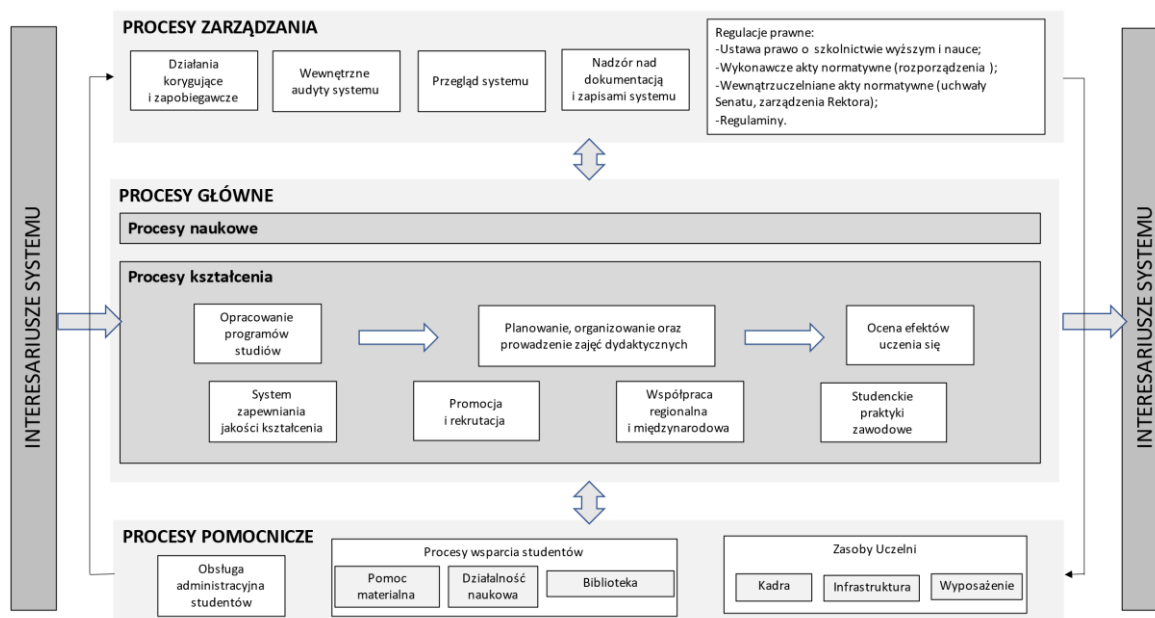 INTERESARIUSZE SYSTEMU
PROCESY ZARZĄDZANIA
Działania
korygujące
i zapobiegawcze
Wewnętrzne
audyty systemu
Przegląd systemu
Nadzór nad
dokumentacją
i zapisami systemu
Regulacje prawne:
-Ustawa prawo o szkolnictwie wyższym i nauce;
-Wykonawcze akty normatywne (rozporządzenia );
-Wewnątrzuczelniane akty normatywne (uchwały
Senatu, zarządzenia Rektora);
-Regulaminy.
PROCESY GŁÓWNE
Procesy naukowe
Procesy kształcenia
Opracowanie
programów
studiów
Planowanie, organizowanie oraz
prowadzenie zajęć dydaktycznych
Ocena efektów
uczenia się
System
zapewniania
jakości kształcenia
Promocja
i rekrutacja
Współpraca
regionalna
i międzynarodowa
Studenckie
praktyki
zawodowe
PROCESY POMOCNICZE
Obsługa
administracyjna
studentów
Procesy wsparcia studentów
Pomoc
materialna
Działalność
naukowa
Biblioteka
Zasoby Uczelni
Kadra
Infrastruktura
Wyposażenie
INTERESARIUSZE SYSTEMU